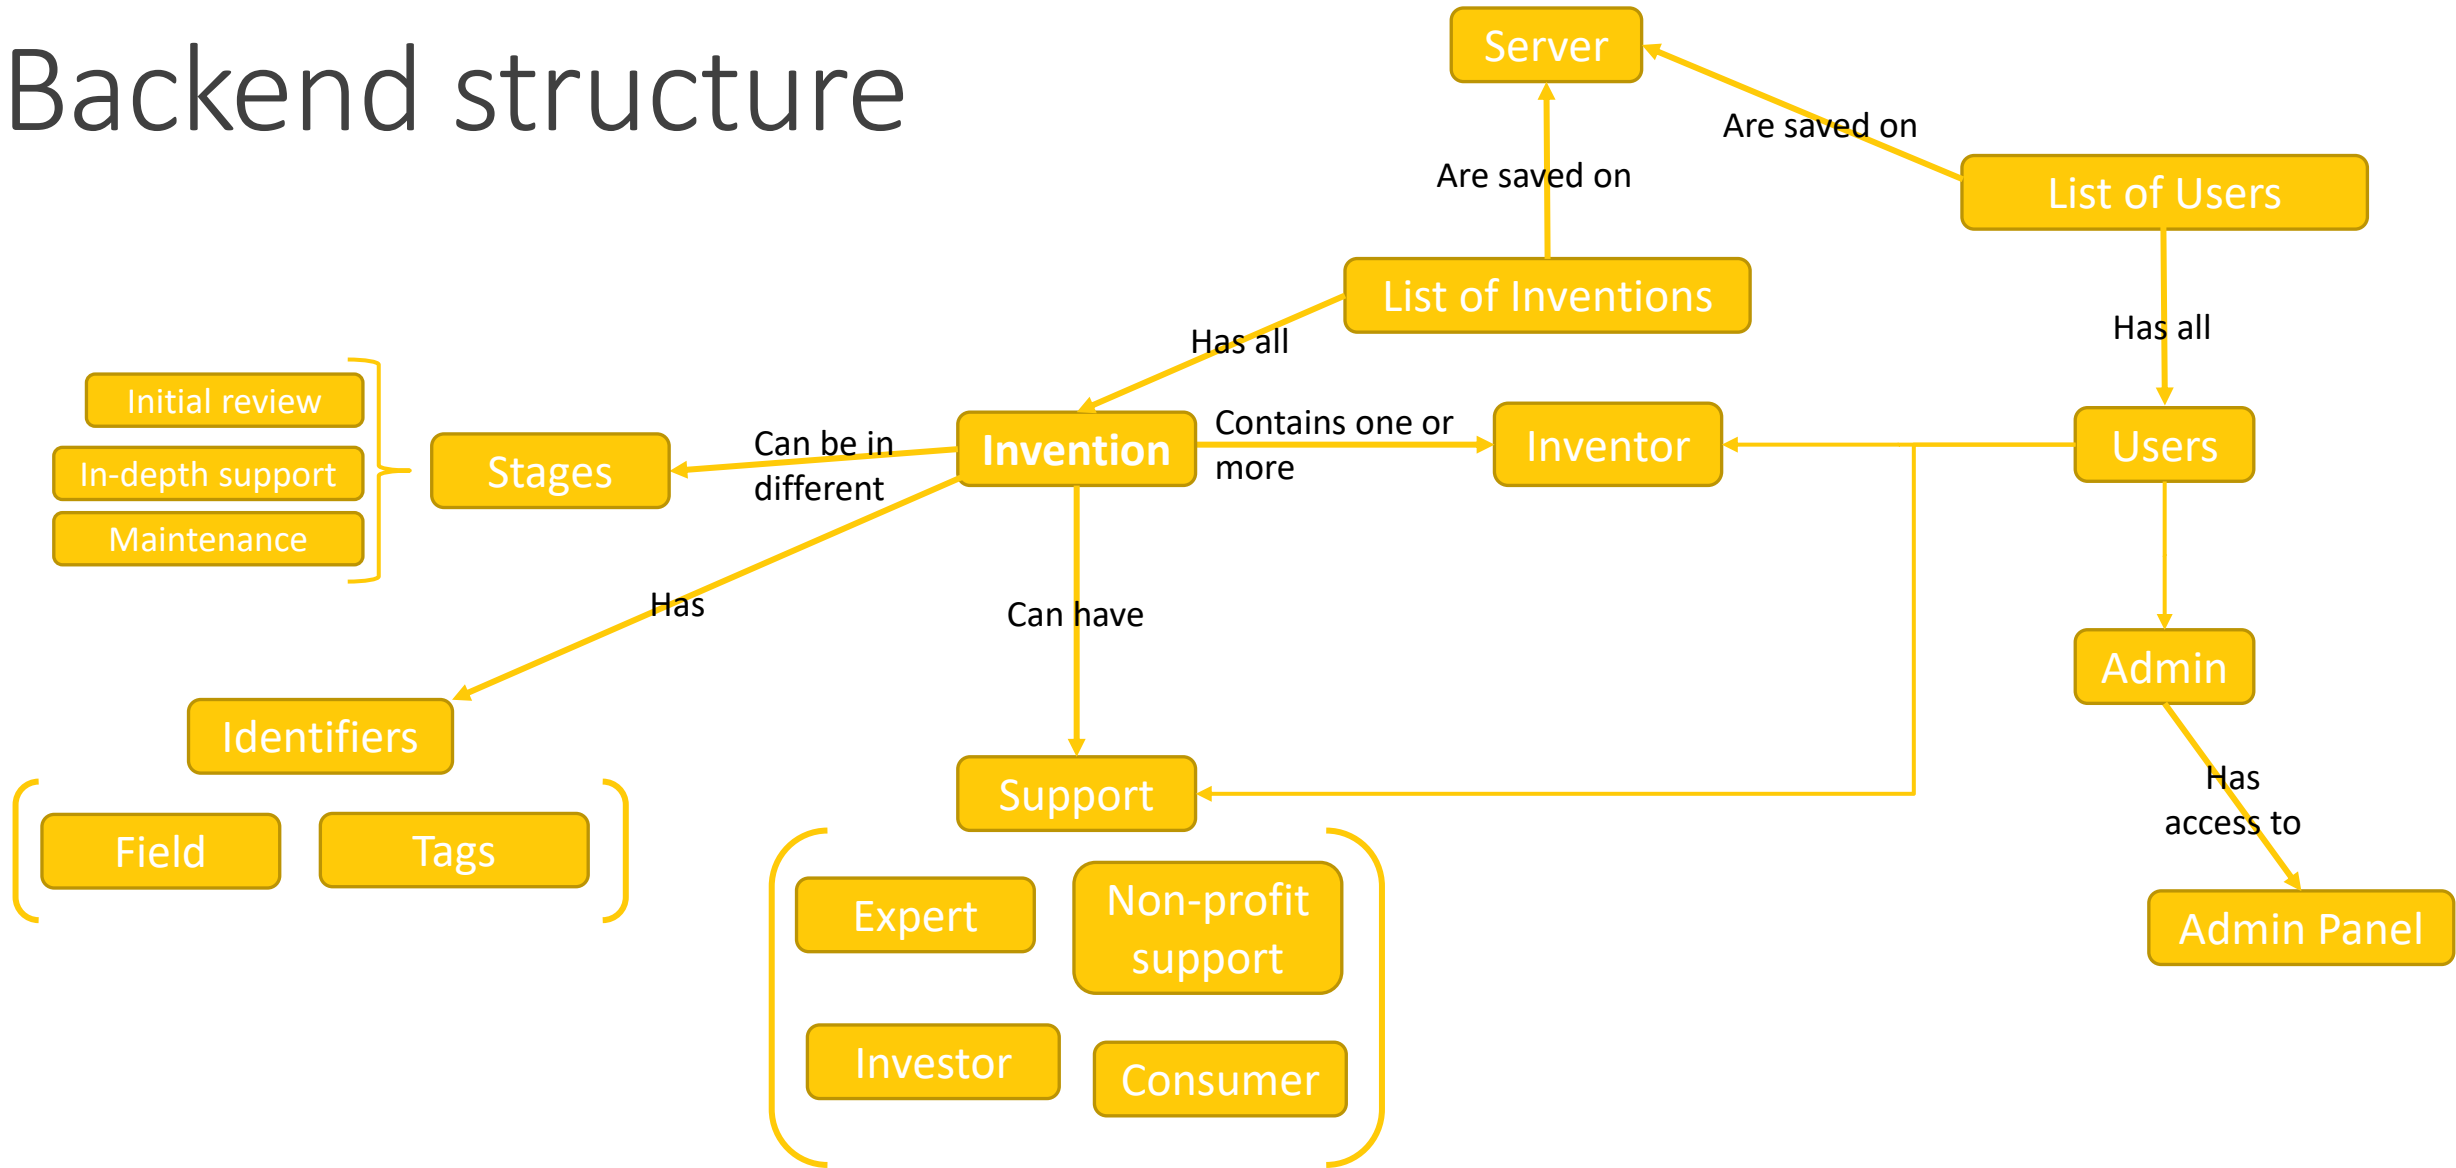 Backend structure
Server
Are saved on
Are saved on
List of Users
List of Inventions
Has all
Has all
Initial review
In-depth support
Maintenance
Stages
Can be in
different
Invention
Contains one or
more
Inventor
Users
Has
Can have
Admin
Identifiers
Field
Tags
Support
Has
access to
Expert
Non-profit
support
Admin Panel
Investor
Consumer